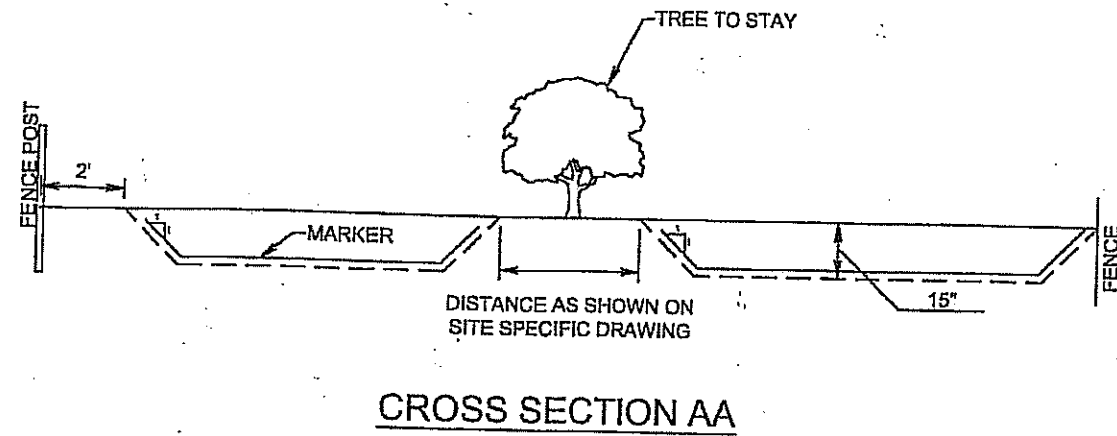 TREE TO STAY
FENCE POST
2'
MARKER
DISTANCE AS SHOWN ON
SITE SPECIFIC DRAWING
15"
FENCE
CROSS SECTION AA